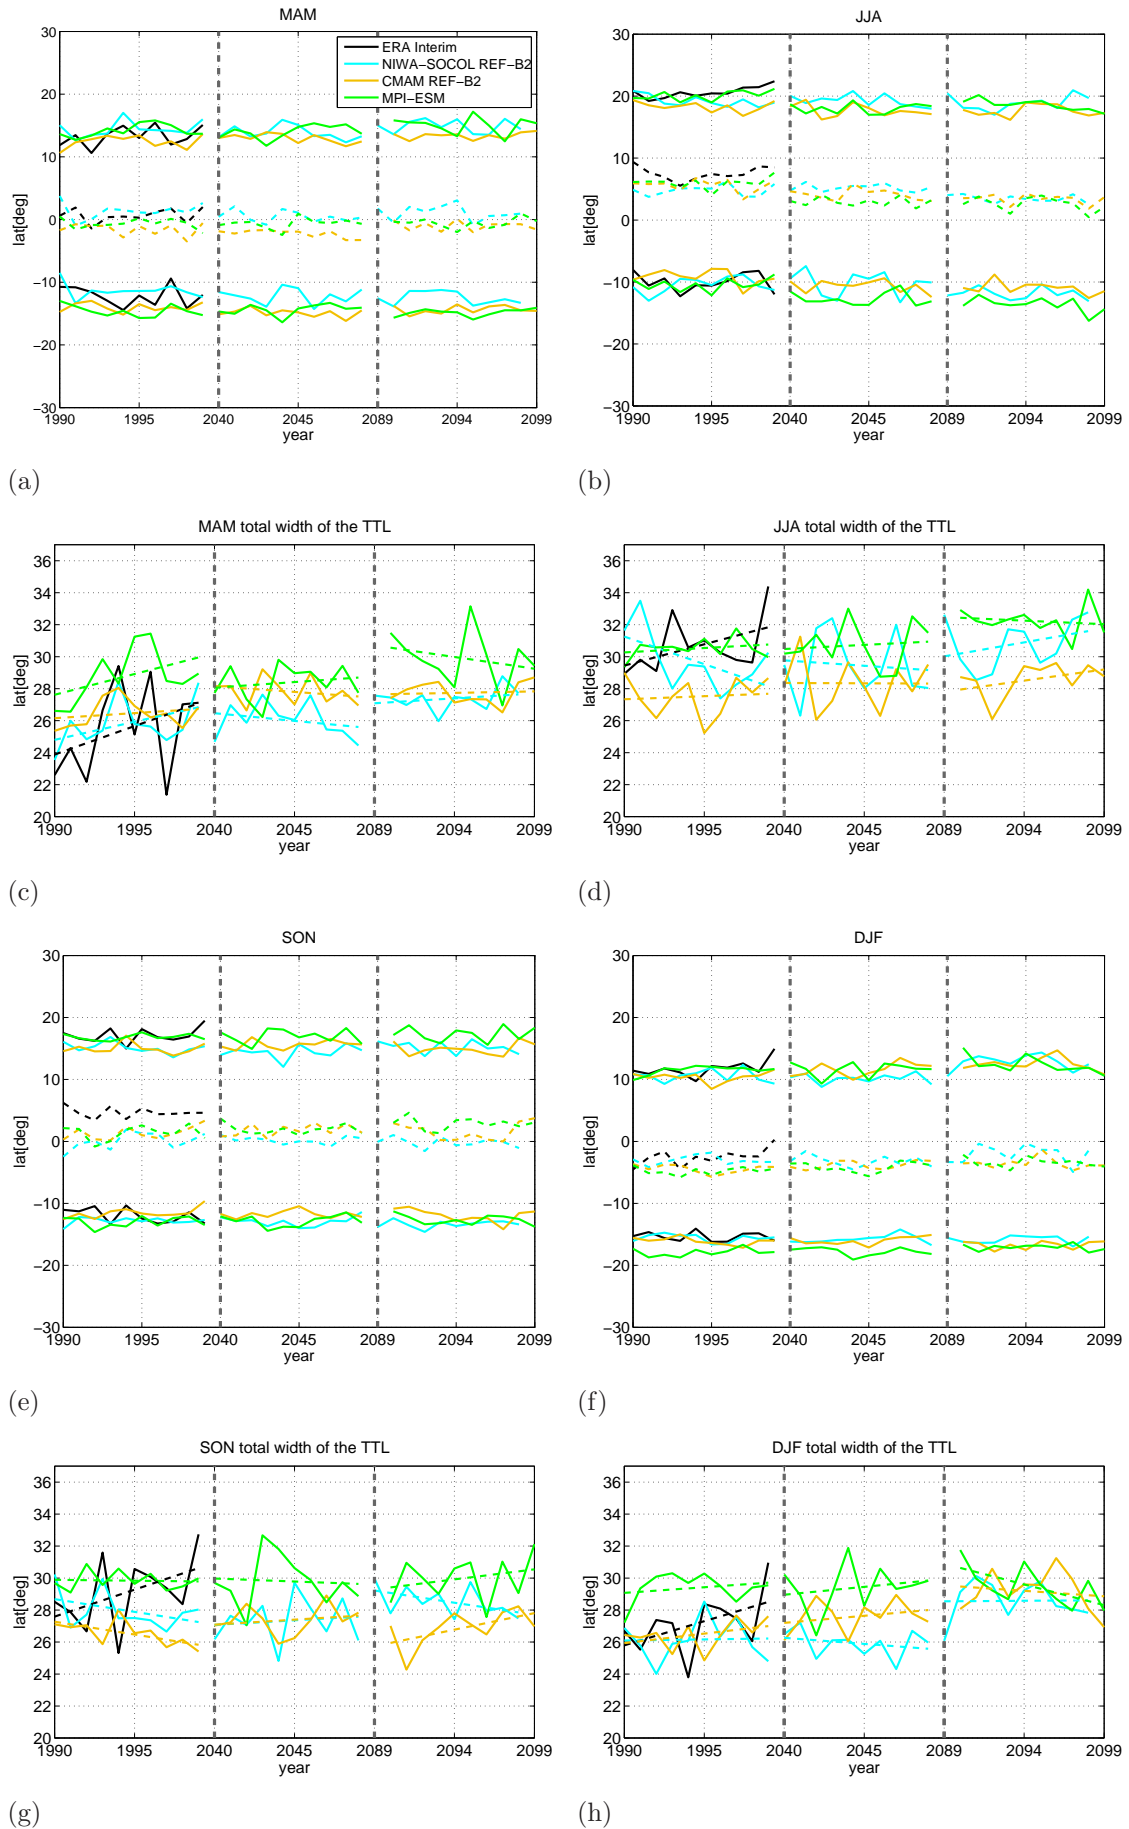 MAM
30
20
10
0
−10
−20
−30
lat[deg]
ERA Interim
NIWA−SOCOL REF−B2
CMAM REF−B2
MPI−ESM
1990 1995 2040 2045 2089 2094 2099
year
(a)
JJA
30
20
10
0
−10
−20
−30
lat[deg]
1990 1995 2040 2045 2089 2094 2099
year
(b)
MAM total width of the TTL
36
34
32
30
28
26
24
22
20
lat[deg]
1990 1995 2040 2045 2089 2094 2099
year
(c)
JJA total width of the TTL
36
34
32
30
28
26
24
22
20
lat[deg]
1990 1995 2040 2045 2089 2094 2099
year
(d)
SON
30
20
10
0
−10
−20
−30
lat[deg]
1990 1995 2040 2045 2089 2094 2099
year
(e)
DJF
30
20
10
0
−10
−20
−30
lat[deg]
1990 1995 2040 2045 2089 2094 2099
year
(f)
SON total width of the TTL
36
34
32
30
28
26
24
22
20
lat[deg]
1990 1995 2040 2045 2089 2094 2099
year
(g)
DJF total width of the TTL
36
34
32
30
28
26
24
22
20
lat[deg]
1990 1995 2040 2045 2089 2094 2099
year
(h)